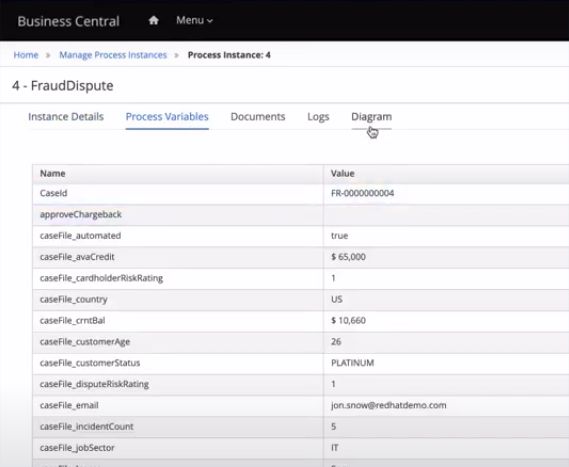 Business Central Menu
Home » Manage Process Instances » Process Instance: 4
4 - FraudDispute
Instance Details Process Variables Documents Logs Diagram
Name Value
CaseId FR-0000000004
approveChargeback
caseFile_automated true
caseFile_avaCredit $ 65,000
caseFile_cardholderRiskRating 1
caseFile_country US
caseFile_crntBal $ 10,660
caseFile_customerAge 26
caseFile_customerStatus PLATINUM
caseFile_disputeRiskRating 1
caseFile_email jon.snow@redhatdemo.com
caseFile_incidentCount 5
caseFile_jobSector IT